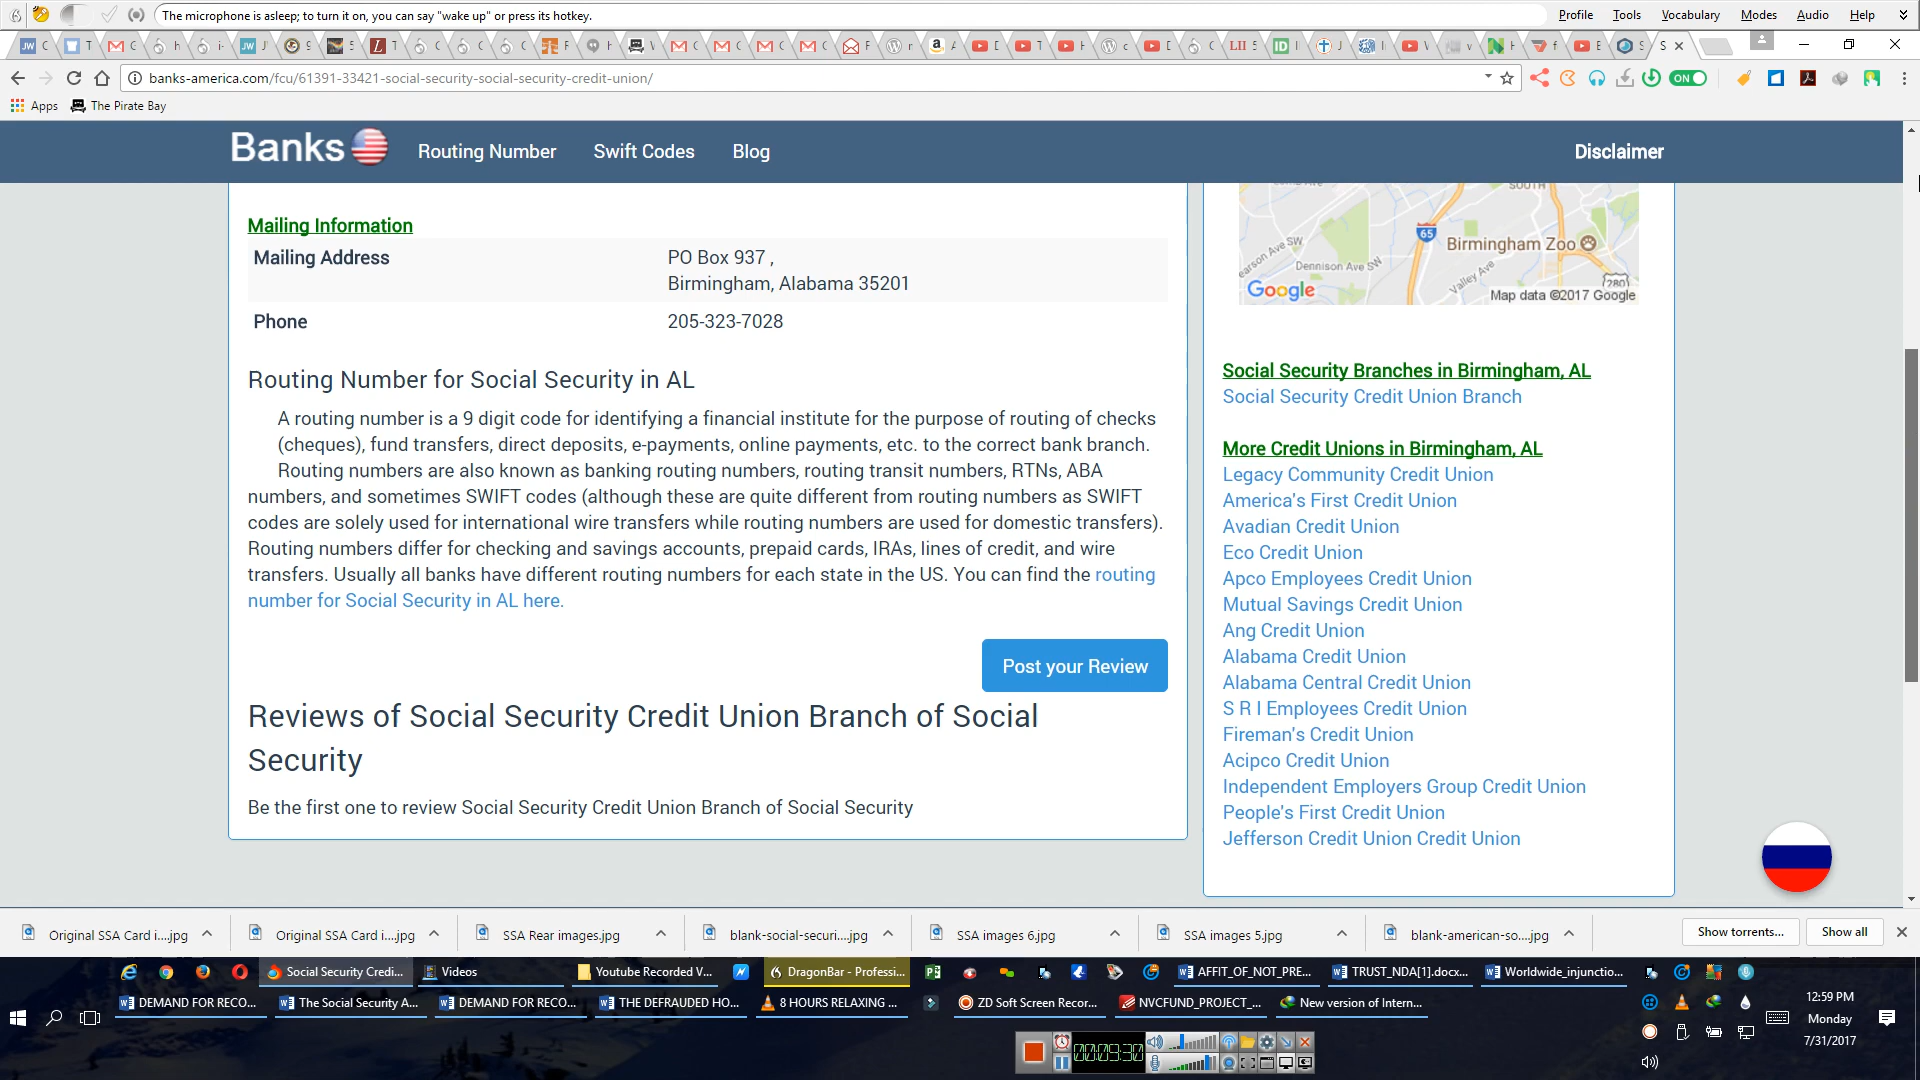 The microphone is asleep; to turn it on, you can say "wake up" or press its hotkey.
Profile Tools Vocabulary Modes Audio Help
banks-america.com/fcu/61391-33421-social-security-social-security-credit-union/
ON
Apps The Pirate Bay
Banks Routing Number Swift Codes Blog Disclaimer
Mailing Information
Mailing Address PO Box 937 ,
Birmingham, Alabama 35201
Phone 205-323-7028
Routing Number for Social Security in AL
A routing number is a 9 digit code for identifying a financial institute for the purpose of routing of checks
(cheques), fund transfers, direct deposits, e-payments, online payments, etc. to the correct bank branch.
Routing numbers are also known as banking routing numbers, routing transit numbers, RTNs, ABA
numbers, and sometimes SWIFT codes (although these are quite different from routing numbers as SWIFT
codes are solely used for international wire transfers while routing numbers are used for domestic transfers).
Routing numbers differ for checking and savings accounts, prepaid cards, IRAs, lines of credit, and wire
transfers. Usually all banks have different routing numbers for each state in the US. You can find the routing
number for Social Security in AL here.
Post your Review
Reviews of Social Security Credit Union Branch of Social
Security
Be the first one to review Social Security Credit Union Branch of Social Security
65
Birmingham Zoo
Dennison Ave SW
Valley Ave
280
Google
Map data ©2017 Google
Social Security Branches in Birmingham, AL
Social Security Credit Union Branch
More Credit Unions in Birmingham, AL
Legacy Community Credit Union
America's First Credit Union
Avadian Credit Union
Eco Credit Union
Apco Employees Credit Union
Mutual Savings Credit Union
Ang Credit Union
Alabama Credit Union
Alabama Central Credit Union
S R I Employees Credit Union
Fireman's Credit Union
Acipco Credit Union
Independent Employers Group Credit Union
People's First Credit Union
Jefferson Credit Union Credit Union
Original SSA Card i....jpg Original SSA Card i....jpg SSA Rear images.jpg blank-social-securi....jpg SSA images 6.jpg SSA images 5.jpg blank-american-so....jpg Show torrents... Show all
Social Security Credi... Videos Youtube Recorded V... DragonBar - Professi... AFFIT_OF_NOT_PRE... TRUST_NDA[1].docx... Worldwide_injunctio...
DEMAND FOR RECO... The Social Security A... DEMAND FOR RECO... THE DEFRAUDED HO... 8 HOURS RELAXING ... ZD Soft Screen Recor... NVCFUND_PROJECT_... New version of Intern...
12:59 PM
Monday
7/31/2017
00:09:30